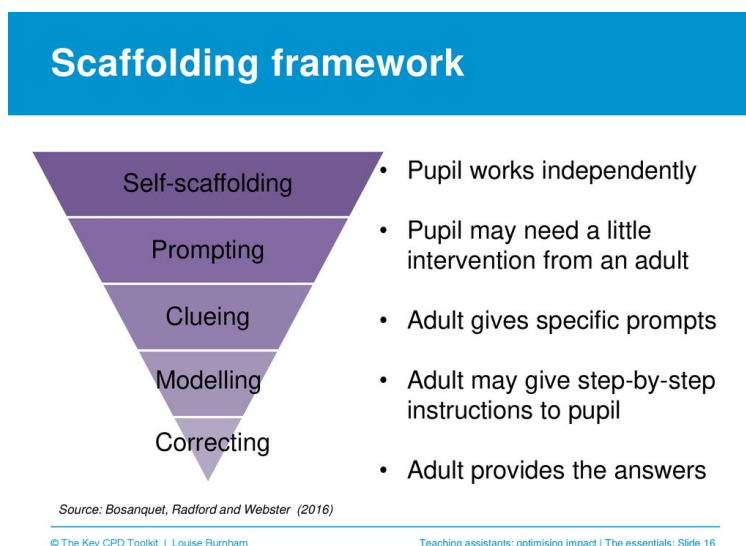 Scaffolding framework
Self-scaffolding
Prompting
Clueing
Modelling
Correcting
• Pupil works independently
• Pupil may need a little
intervention from an adult
• Adult gives specific prompts
• Adult may give step-by-step
instructions to pupil
• Adult provides the answers
Source: Bosanquet, Radford and Webster (2016)
© The Key CPD Toolkit | Louise Burnham
Teaching assistants: optimising impact | The essentials: Slide 16